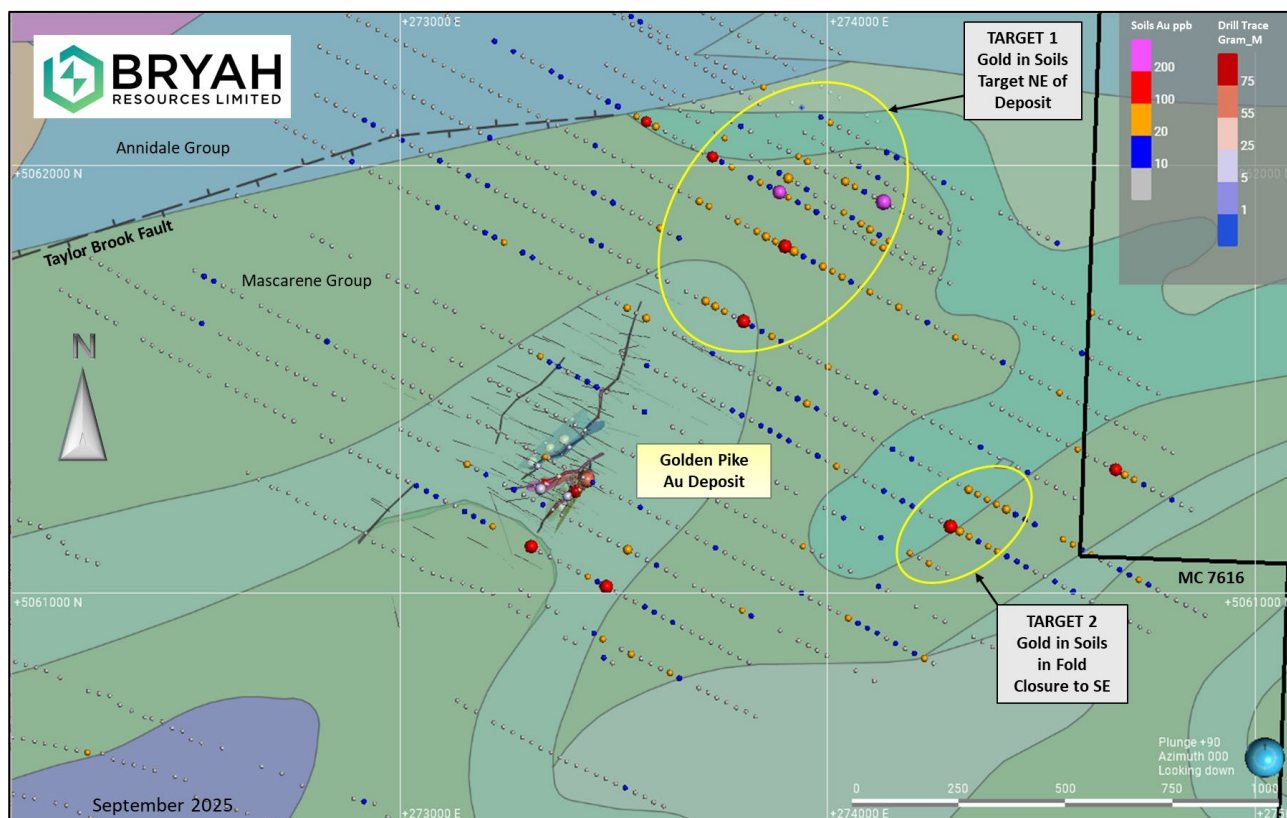 +273000 E
+274000 E
BRYAH
RESOURCES LIMITED
TARGET 1
Gold in Soils
Target NE of
Deposit
Soils Au ppb
200
100
20
10
Drill Trace
Gram_M
75
55
25
5
1
Annidale Group
+5062000 N
Taylor Brook Fault
Mascarene Group
N
Golden Pike
Au Deposit
MC 7616
+5061000 N
+5061000 N
TARGET 2
Gold in Soils
in Fold
Closure to SE
Plunge +90
Azimuth 000
Looking down
0
250
500
750
1000
September 2025
+273000 E
+274000 E